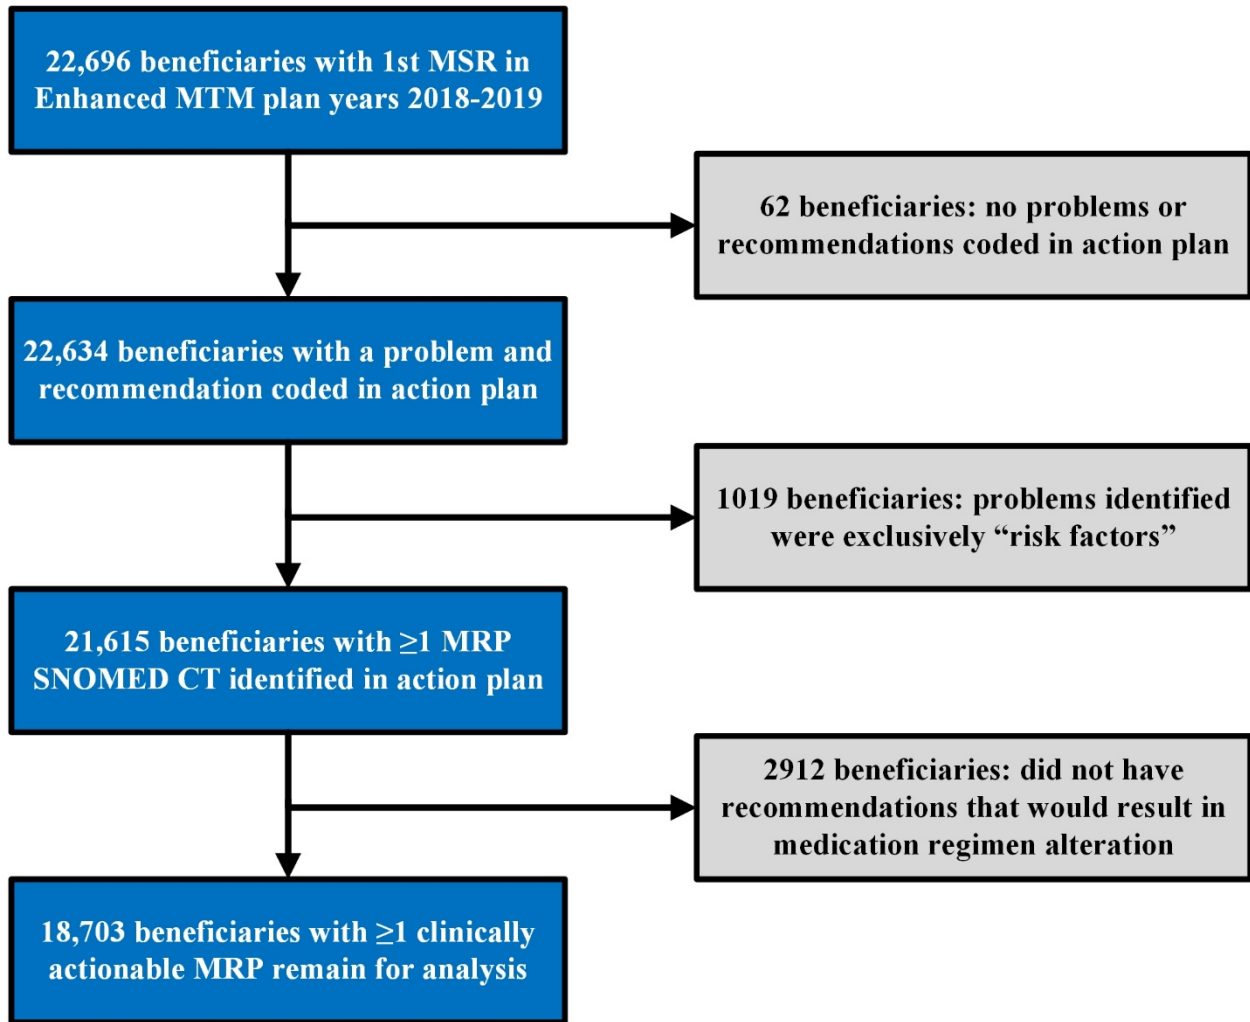 22,696 beneficiaries with 1st MSR in
Enhanced MTM plan years 2018-2019
62 beneficiaries: no problems or
recommendations coded in action plan
22,634 beneficiaries with a problem and
recommendation coded in action plan
1019 beneficiaries: problems identified
were exclusively “risk factors”
21,615 beneficiaries with ≥1 MRP
SNOMED CT identified in action plan
2912 beneficiaries: did not have
recommendations that would result in
medication regimen alteration
18,703 beneficiaries with ≥1 clinically
actionable MRP remain for analysis